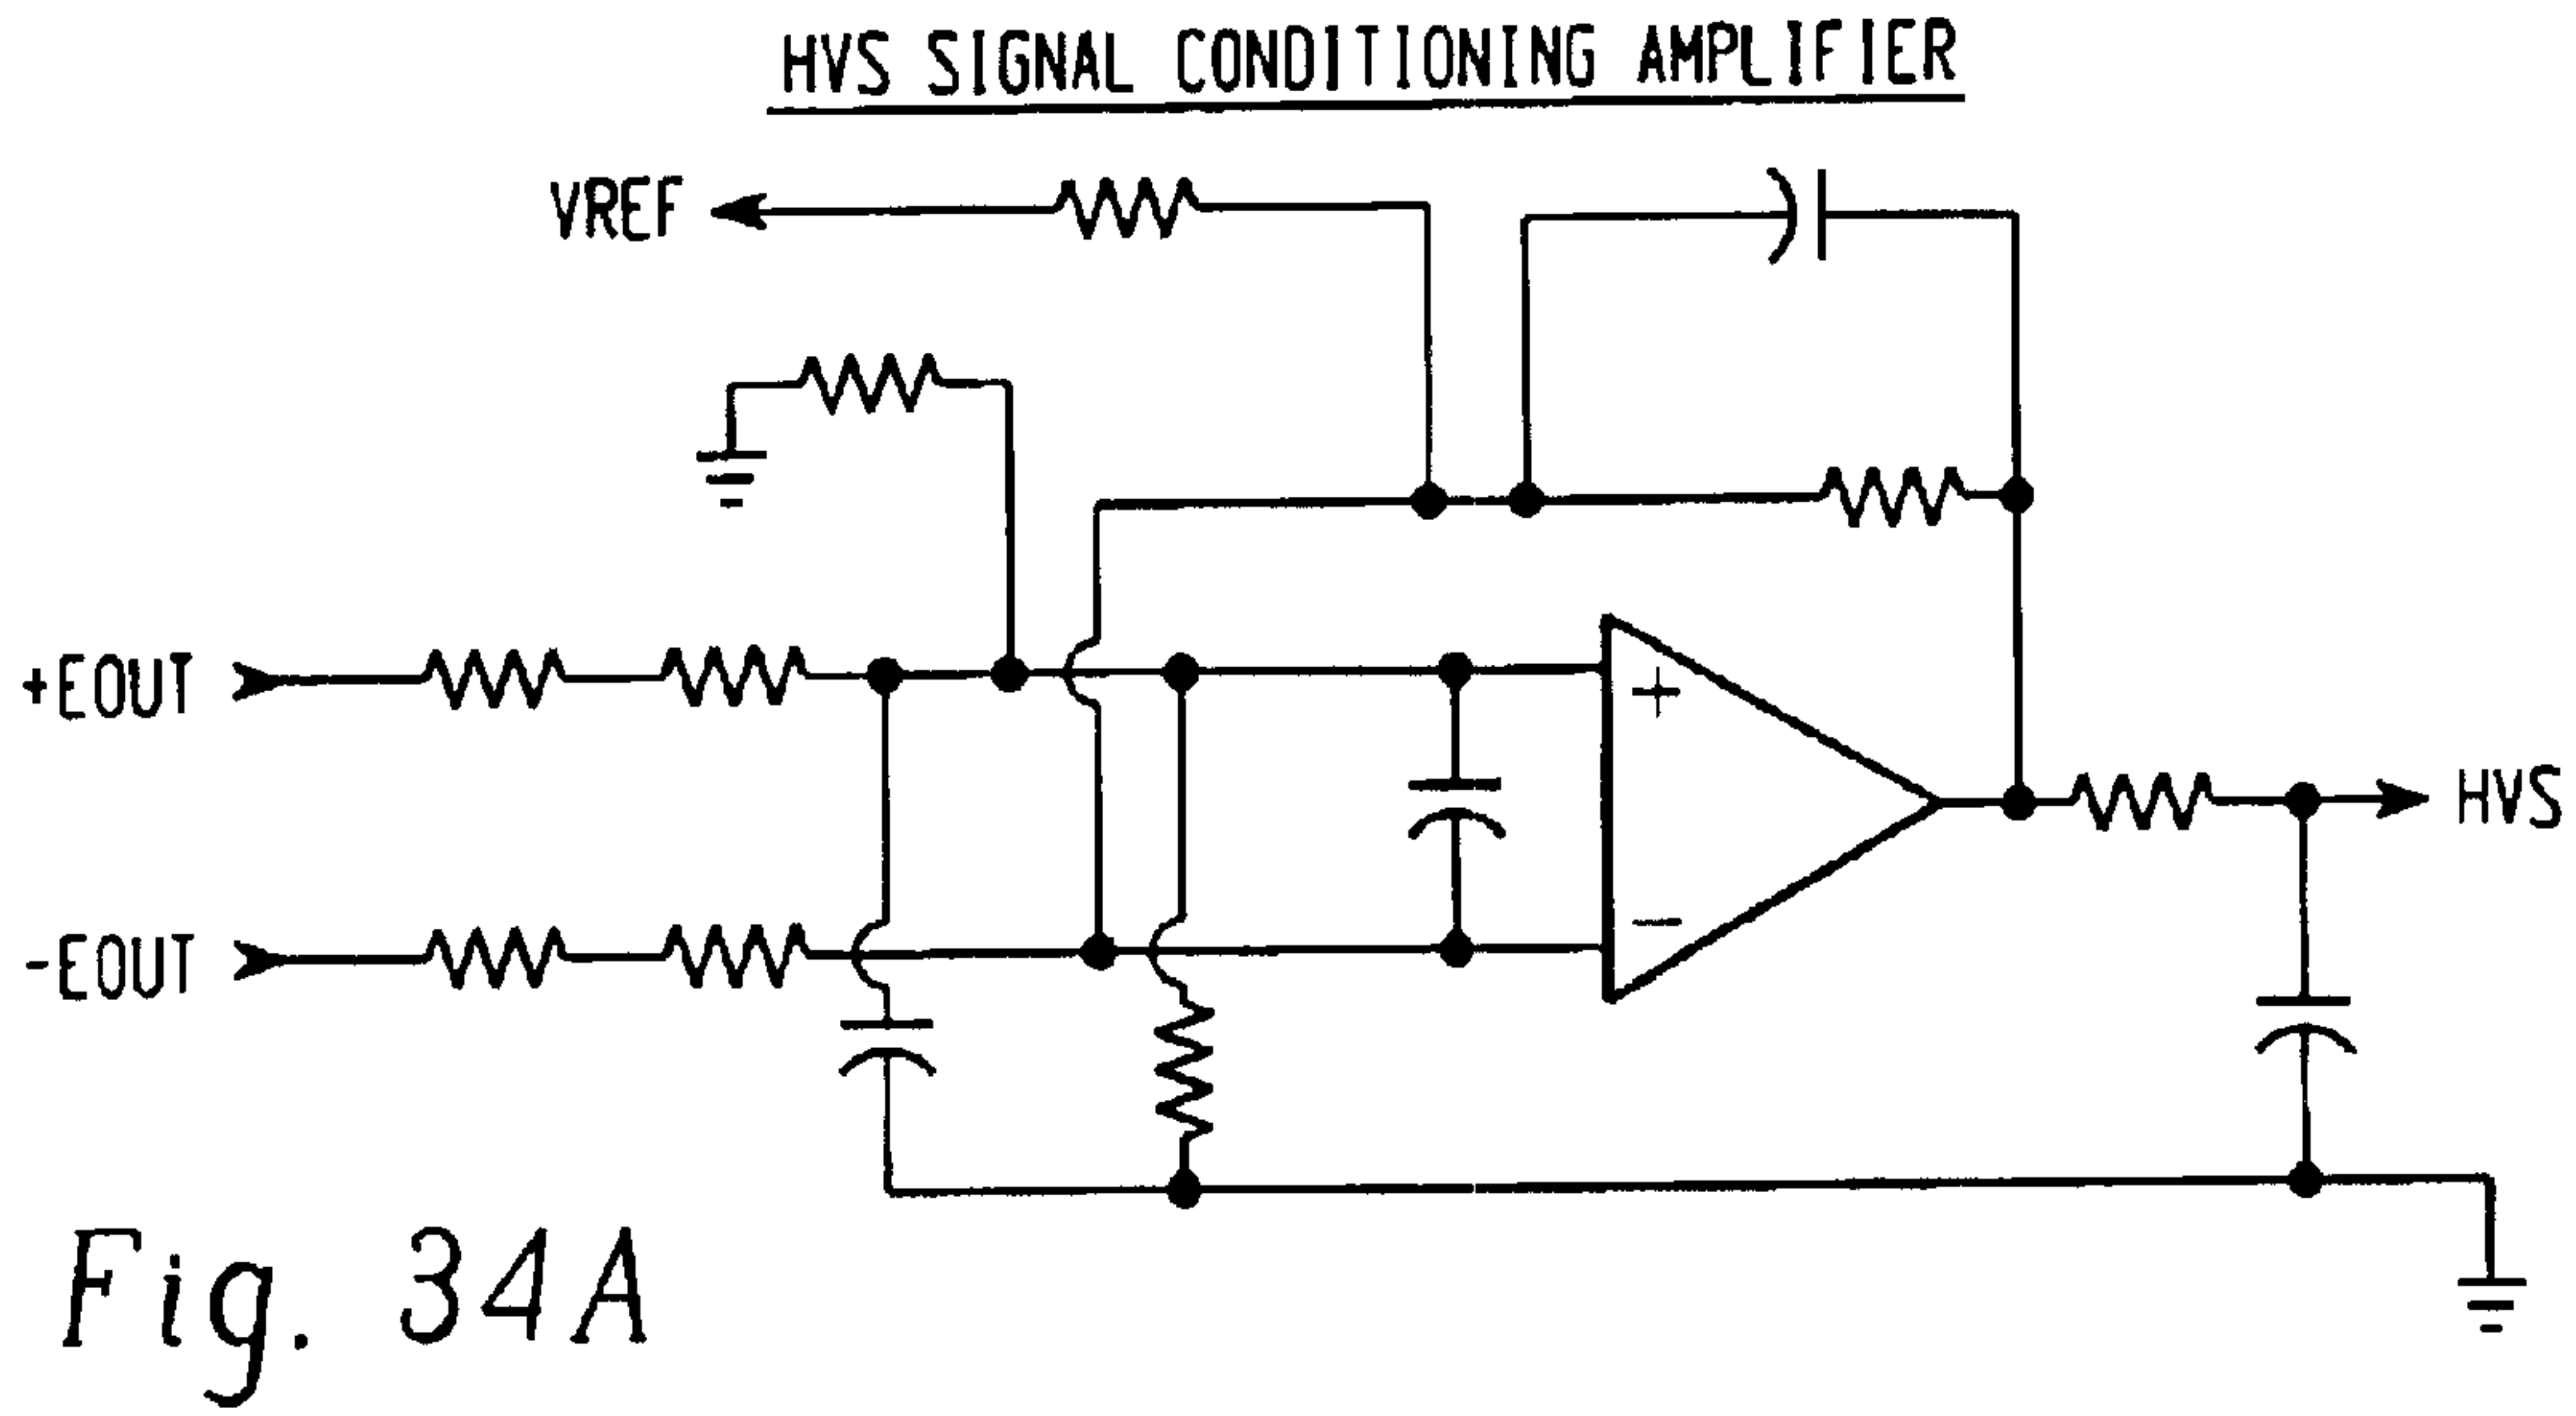 HVS SIGNAL CONDITIONING AMPLIFIER
VREF
+EOUT
+
HVS
-EOUT
−
Fig. 34A